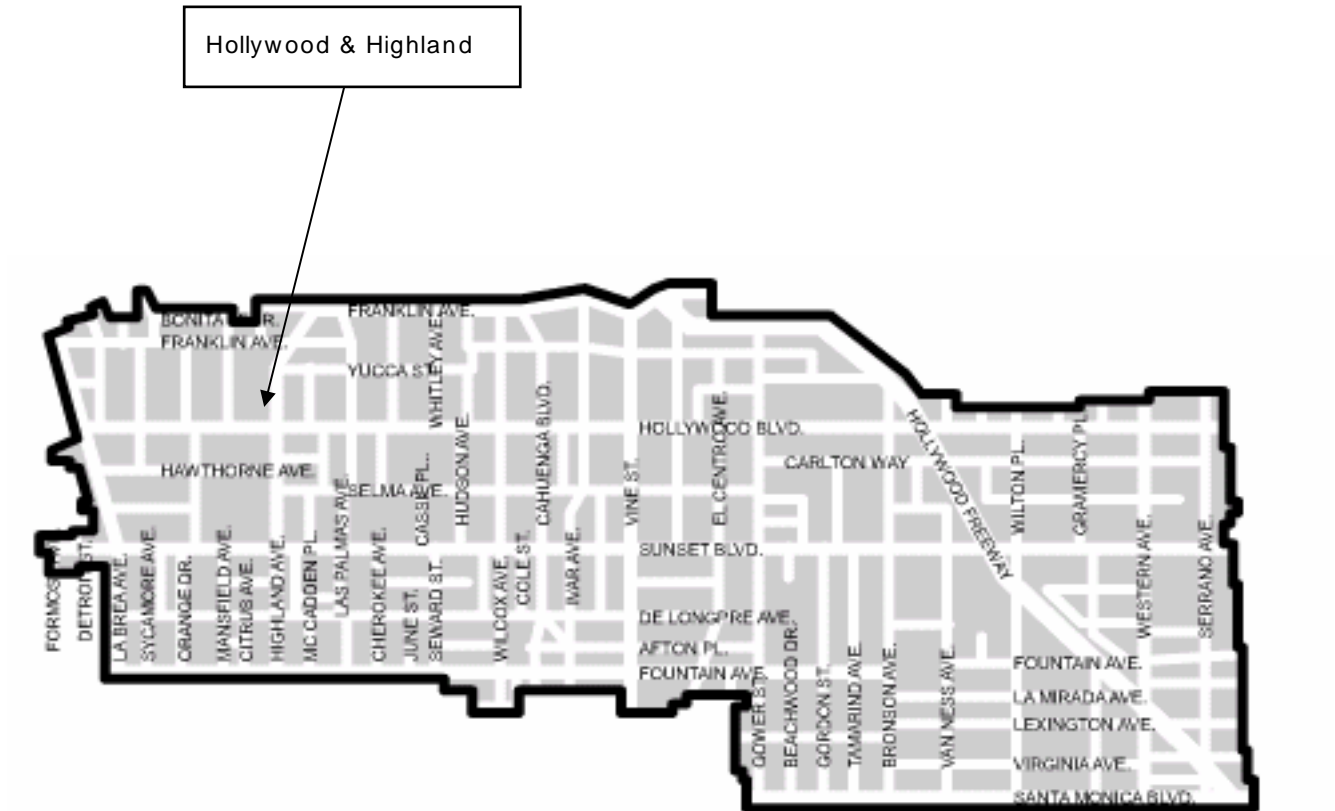 Hollywood & Highland
FRANKLIN AVE.
BONITA
R.
FRANKLIN AVE.
YUCCA ST.
WHITLEY AVE.
HOLLYWOOD BLVD.
HAWTHORNE AVE.
SELMA AVE.
CARLTON WAY
HOLLYWOOD FREEWAY
SUNSET BLVD.
DE LONGPRE AVE.
AFTON PL.
FOUNTAIN AVE.
DETROIT ST.
LA BREA AVE.
SYCAMORE AVE.
ORANGE DR.
MANSFIELD AVE.
CITRUS AVE.
HIGHLAND AVE.
MC CADDEN PL.
LAS PALMAS AVE.
CHEROKEE AVE.
JUNE ST.
SEWARD ST.
HUDSON AVE.
WILCOX AVE.
COLE ST.
CAHUENGA BLVD.
IVAR AVE.
VINE ST.
EL CENTRO AVE.
GOWER ST.
BEACHWOOD DR.
GORDON ST.
TAMARIND AVE.
BRONSON AVE.
VAN NESS AVE.
WILTON PL.
GRAMERCY PL.
WESTERN AVE.
SERRANO AVE.
FOUNTAIN AVE.
LA MIRADA AVE.
LEXINGTON AVE.
VIRGINIA AVE.
SANTA MONICA BLVD.